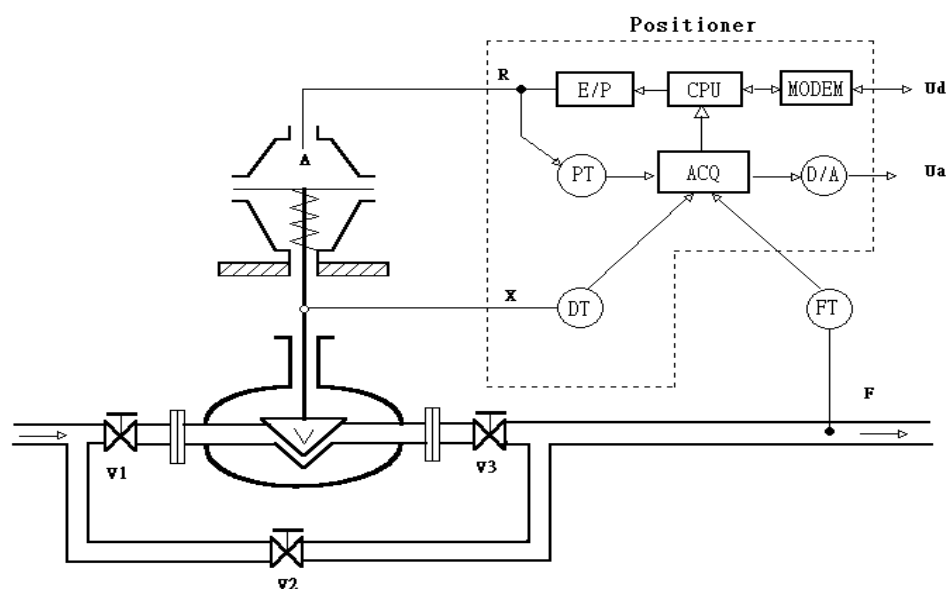 Positioner
R
E/P
CPU
MODEM
Ud
A
PT
ACQ
D/A
Ua
X
DT
FT
F
V
V1
V3
V2